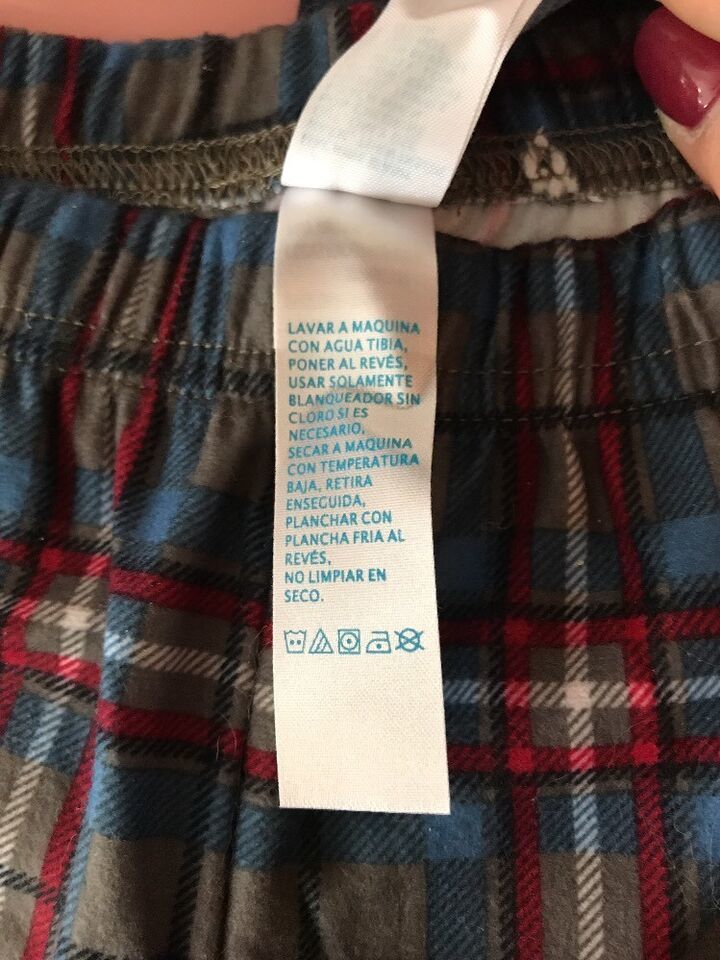 LAVAR A MAQUINA
CON AGUA TIBIA,
PONER AL REVÉS,
USAR SOLAMENTE
BLANQUEADOR SIN
CLORO SI ES
NECESARIO,
SECAR A MAQUINA
CON TEMPERATURA
BAJA, RETIRA
ENSEGUIDA,
PLANCHAR CON
PLANCHA FRIA AL
REVÉS,
NO LIMPIAR EN
SECO.